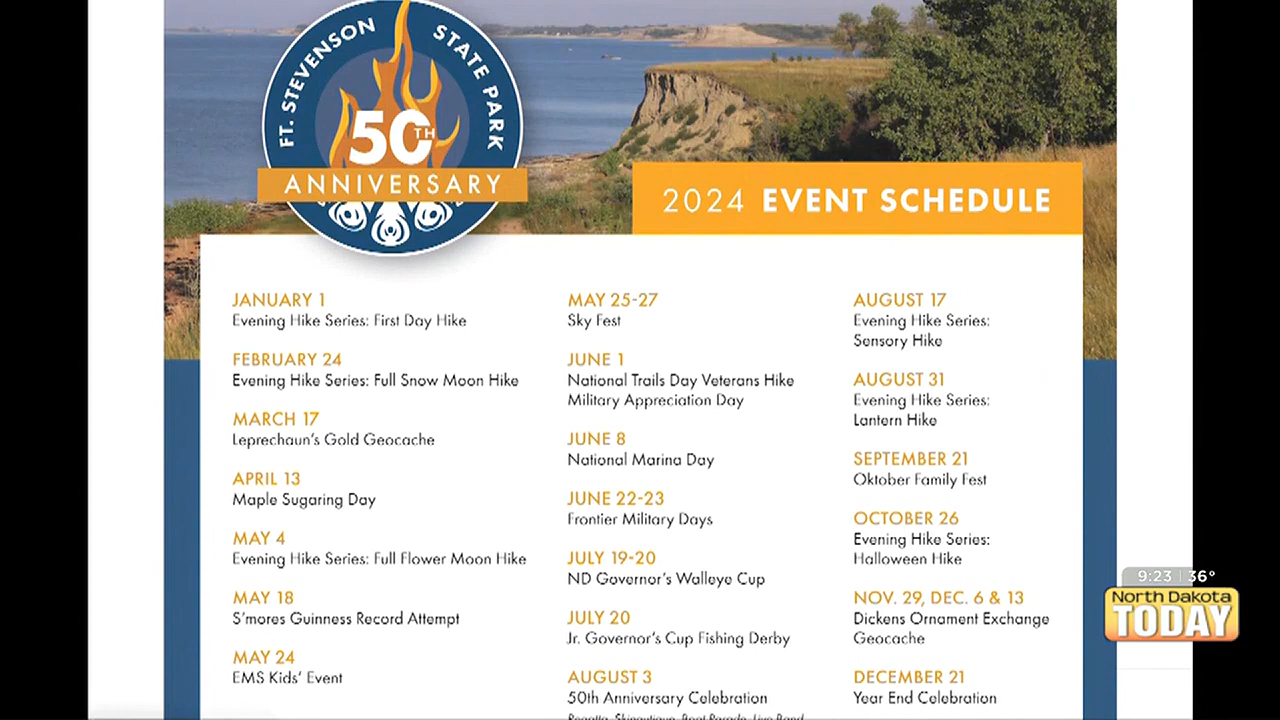 FT. STEVENSON STATE PARK
50TH
ANNIVERSARY
2024 EVENT SCHEDULE
JANUARY 1
Evening Hike Series: First Day Hike
FEBRUARY 24
Evening Hike Series: Full Snow Moon Hike
MARCH 17
Leprechaun's Gold Geocache
APRIL 13
Maple Sugaring Day
MAY 4
Evening Hike Series: Full Flower Moon Hike
MAY 18
S'mores Guinness Record Attempt
MAY 24
EMS Kids' Event
MAY 25-27
Sky Fest
JUNE 1
National Trails Day Veterans Hike
Military Appreciation Day
JUNE 8
National Marina Day
JUNE 22-23
Frontier Military Days
JULY 19-20
ND Governor's Walleye Cup
JULY 20
Jr. Governor's Cup Fishing Derby
AUGUST 3
50th Anniversary Celebration
Regatta, Skinautique, Boat Parade, Live Band
AUGUST 17
Evening Hike Series:
Sensory Hike
AUGUST 31
Evening Hike Series:
Lantern Hike
SEPTEMBER 21
Oktober Family Fest
OCTOBER 26
Evening Hike Series:
Halloween Hike
NOV. 29, DEC. 6 & 13
Dickens Ornament Exchange
Geocache
DECEMBER 21
Year End Celebration
9:23 36°
North Dakota
TODAY